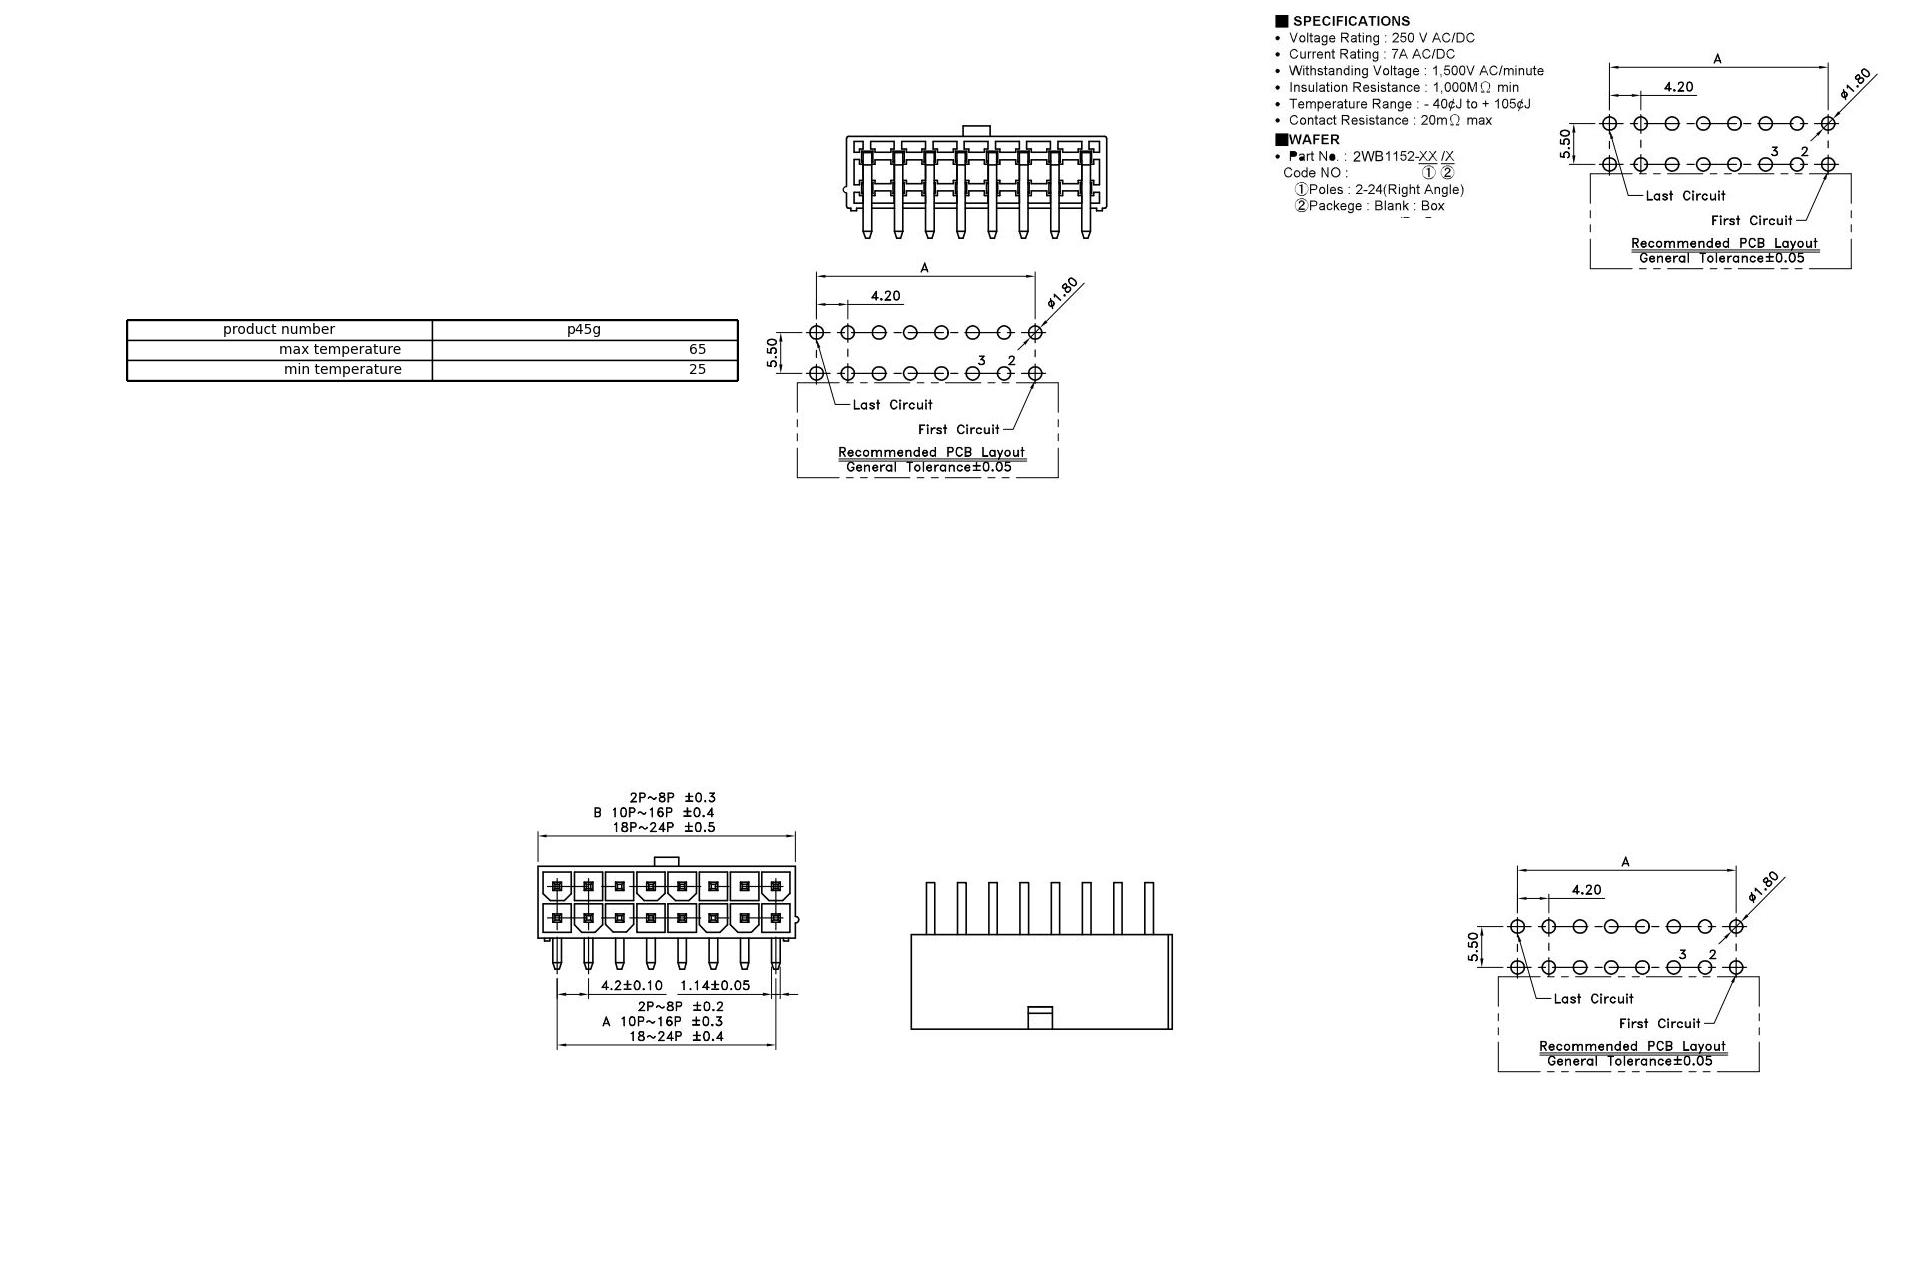 ■ SPECIFICATIONS
• Voltage Rating : 250 V AC/DC
• Current Rating : 7A AC/DC
• Withstanding Voltage : 1,500V AC/minute
• Insulation Resistance : 1,000MΩ min
• Temperature Range : - 40¢J to + 105¢J
• Contact Resistance : 20mΩ max
■WAFER
• Part No. : 2WB1152-XX /X
Code NO : ① ②
①Poles : 2-24(Right Angle)
②Packege : Blank : Box
A
4.20
ø1.80
5.50
3 2
Last Circuit
First Circuit
Recommended PCB Layout
General Tolerance±0.05
product number p45g
max temperature 65
min temperature 25
A
4.20
ø1.80
5.50
3 2
Last Circuit
First Circuit
Recommended PCB Layout
General Tolerance±0.05
2P~8P ±0.3
B 10P~16P ±0.4
18P~24P ±0.5
4.2±0.10 1.14±0.05
2P~8P ±0.2
A 10P~16P ±0.3
18~24P ±0.4
A
4.20
ø1.80
5.50
3 2
Last Circuit
First Circuit
Recommended PCB Layout
General Tolerance±0.05